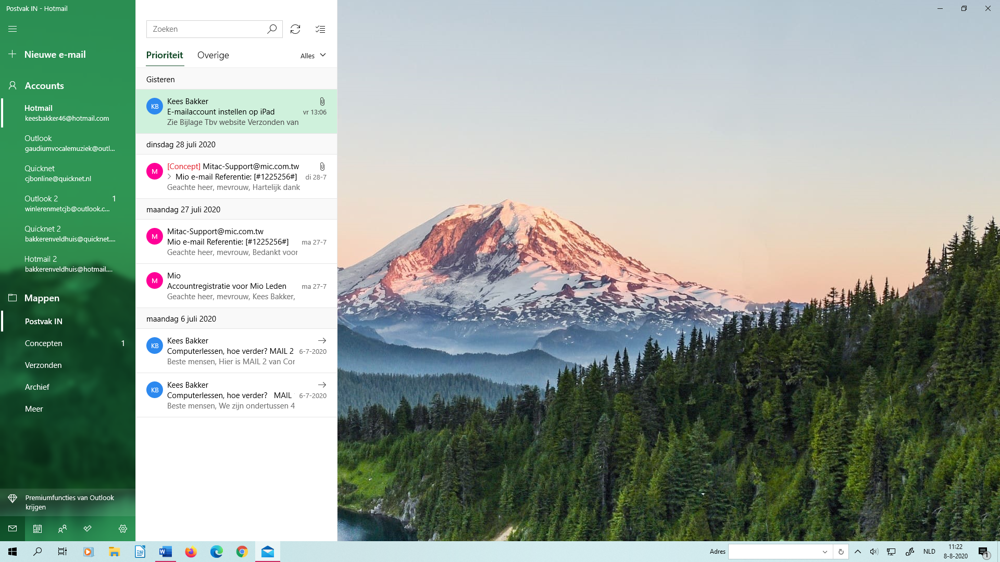 Postvak IN - Hotmail
Nieuwe e-mail
Accounts
Hotmail
keesbakker46@hotmail.com
Outlook
gaudiumvocalemuziek@outl...
Quicknet
cjbonline@quicknet.nl
Outlook 2 1
winlerenmetcjb@outlook.c...
Quicknet 2
bakkerenveldhuis@quicknet....
Hotmail 2
bakkerenveldhuis@hotmail....
Mappen
Postvak IN
Concepten 1
Verzonden
Archief
Meer
Premiumfuncties van Outlook
krijgen
Zoeken
Prioriteit Overige Alles
Gisteren
KB
Kees Bakker
E-mailaccount instellen op iPad vr 13:06
Zie Bijlage Tbv website Verzonden van
dinsdag 28 juli 2020
M
[Concept] Mitac-Support@mic.com.tw
Mio e-mail Referentie: [#1225256#] di 28-7
Geachte heer, mevrouw, Hartelijk dank
maandag 27 juli 2020
M
Mitac-Support@mic.com.tw
Mio e-mail Referentie: [#1225256#] ma 27-7
Geachte heer, mevrouw, Bedankt voor
M
Mio
Accountregistratie voor Mio Leden ma 27-7
Geachte heer, mevrouw, Kees Bakker,
maandag 6 juli 2020
KB
Kees Bakker
Computerlessen, hoe verder? MAIL 2 6-7-2020
Beste mensen, Hier is MAIL 2 van Cor
KB
Kees Bakker
Computerlessen, hoe verder? MAIL 6-7-2020
Beste mensen, We zijn ondertussen 4
Adres
NLD
11:22
8-8-2020
1